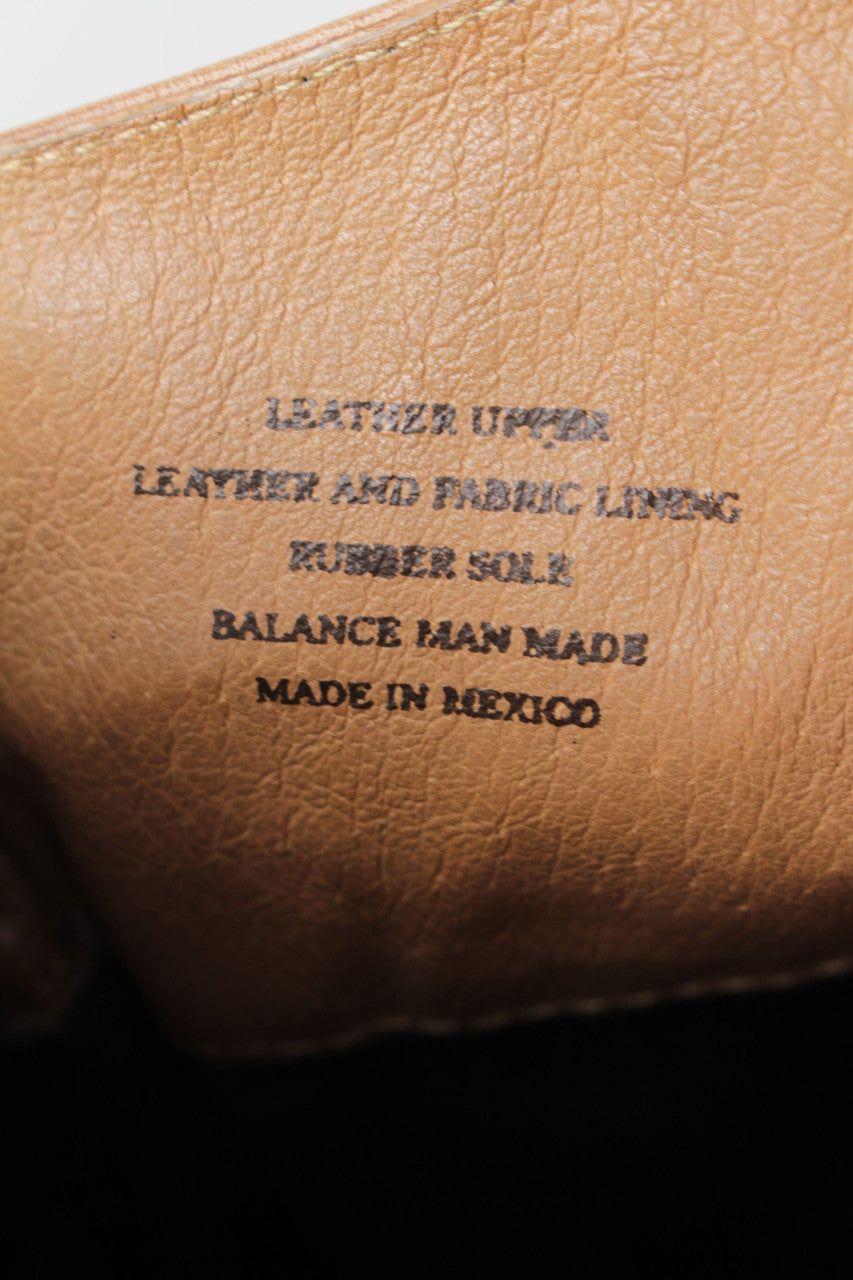 LEATHER UPPER
LEATHER AND FABRIC LINING
RUBBER SOLE
BALANCE MAN MADE
MADE IN MEXICO